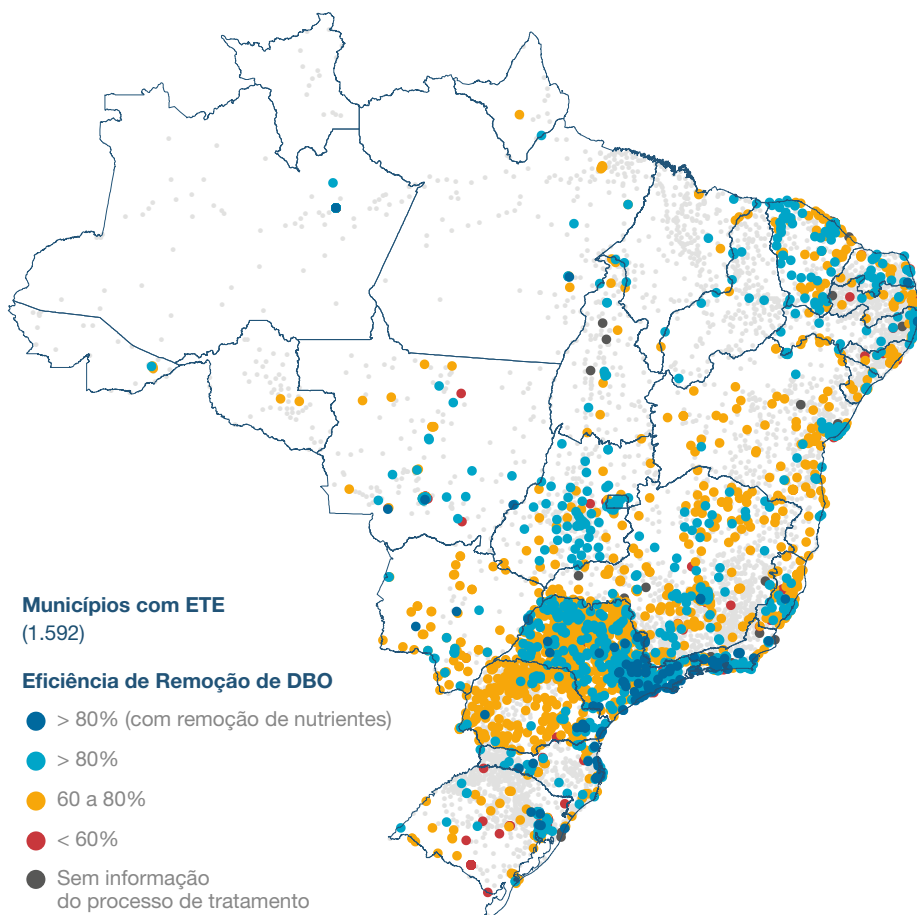 Municípios com ETE
(1.592)
Eficiência de Remoção de DBO
> 80% (com remoção de nutrientes)
> 80%
60 a 80%
< 60%
Sem informação
do processo de tratamento